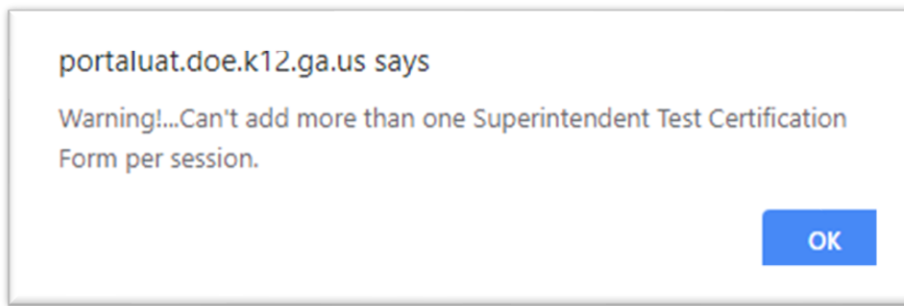 portaluat.doe.k12.ga.us says
Warning!...Can't add more than one Superintendent Test Certification
Form per session.
OK